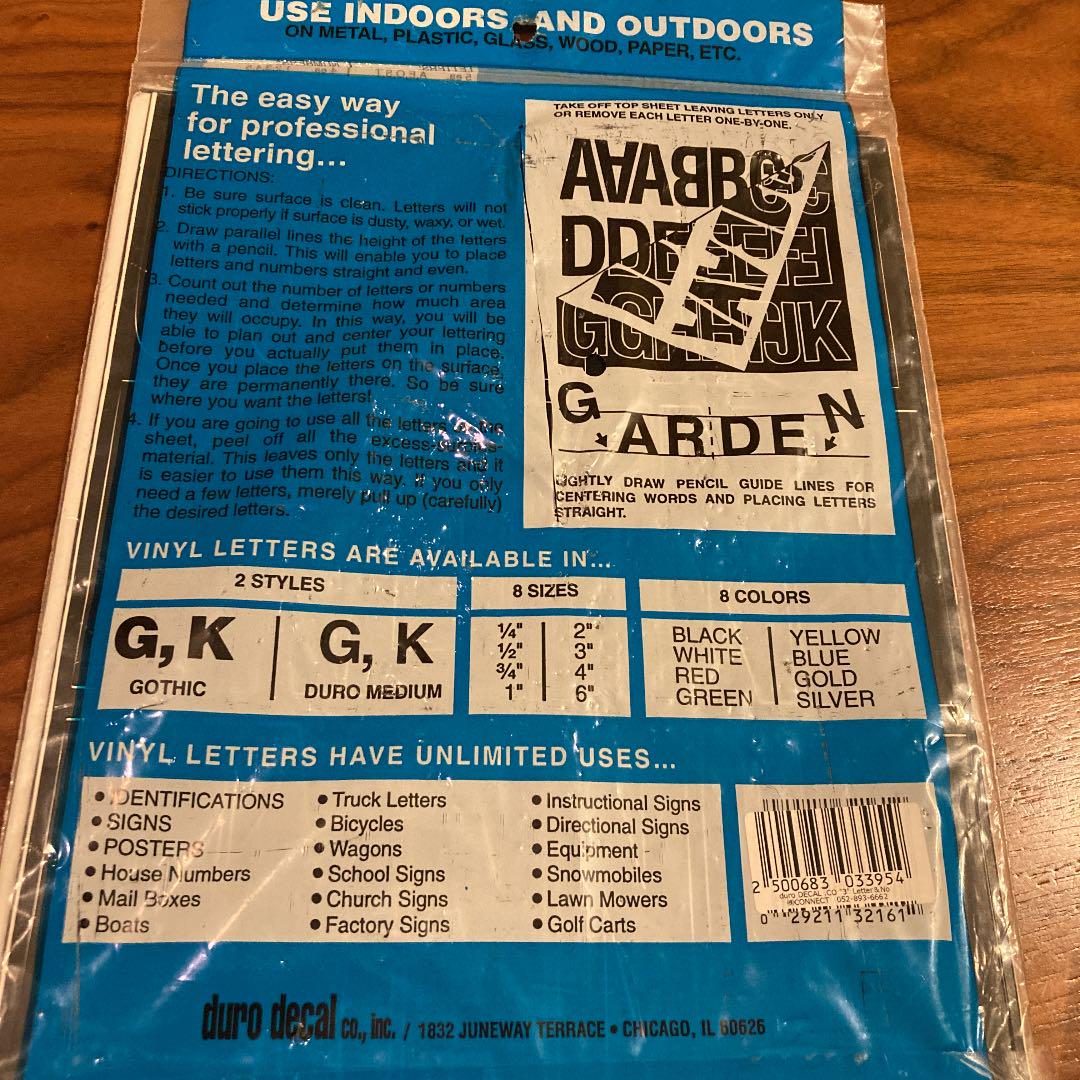 USE INDOORS AND OUTDOORS
ON METAL, PLASTIC, GLASS, WOOD, PAPER, ETC.
The easy way
for professional
lettering...
DIRECTIONS:
1. Be sure surface is clean. Letters will not
stick properly if surface is dusty, waxy, or wet.
2. Draw parallel lines the height of the letters
with a pencil. This will enable you to place
letters and numbers straight and even.
3. Count out the number of letters or numbers
needed and determine how much area
they will occupy. In this way, you will be
able to plan out and center your lettering
before you actually put them in place.
Once you place the letters on the surface,
they are permanently there. So be sure
where you want the letters!
4. If you are going to use all the letters the
sheet, peel off all the excess-surplus-
material. This leaves only the letters and it
is easier to use them this way. If you only
need a few letters, merely pull up (carefully)
the desired letters.
TAKE OFF TOP SHEET LEAVING LETTERS ONLY
OR REMOVE EACH LETTER ONE-BY-ONE.
GARDEN
LIGHTLY DRAW PENCIL GUIDE LINES FOR
CENTERING WORDS AND PLACING LETTERS
STRAIGHT.
VINYL LETTERS ARE AVAILABLE IN...
2 STYLES
G, K
GOTHIC
G, K
DURO MEDIUM
8 SIZES
¼" 2"
½" 3"
¾" 4"
1" 6"
8 COLORS
BLACK YELLOW
WHITE BLUE
RED GOLD
GREEN SILVER
VINYL LETTERS HAVE UNLIMITED USES...
• IDENTIFICATIONS
• SIGNS
• POSTERS
• House Numbers
• Mail Boxes
• Boats
• Truck Letters
• Bicycles
• Wagons
• School Signs
• Church Signs
• Factory Signs
• Instructional Signs
• Directional Signs
• Equipment
• Snowmobiles
• Lawn Mowers
• Golf Carts
2 500683 033954
duro DECAL CO "3" Letter & No
CONNECT 052-893-6662
0 29211 32161
duro decal co., inc. / 1832 JUNEWAY TERRACE • CHICAGO, IL 60626